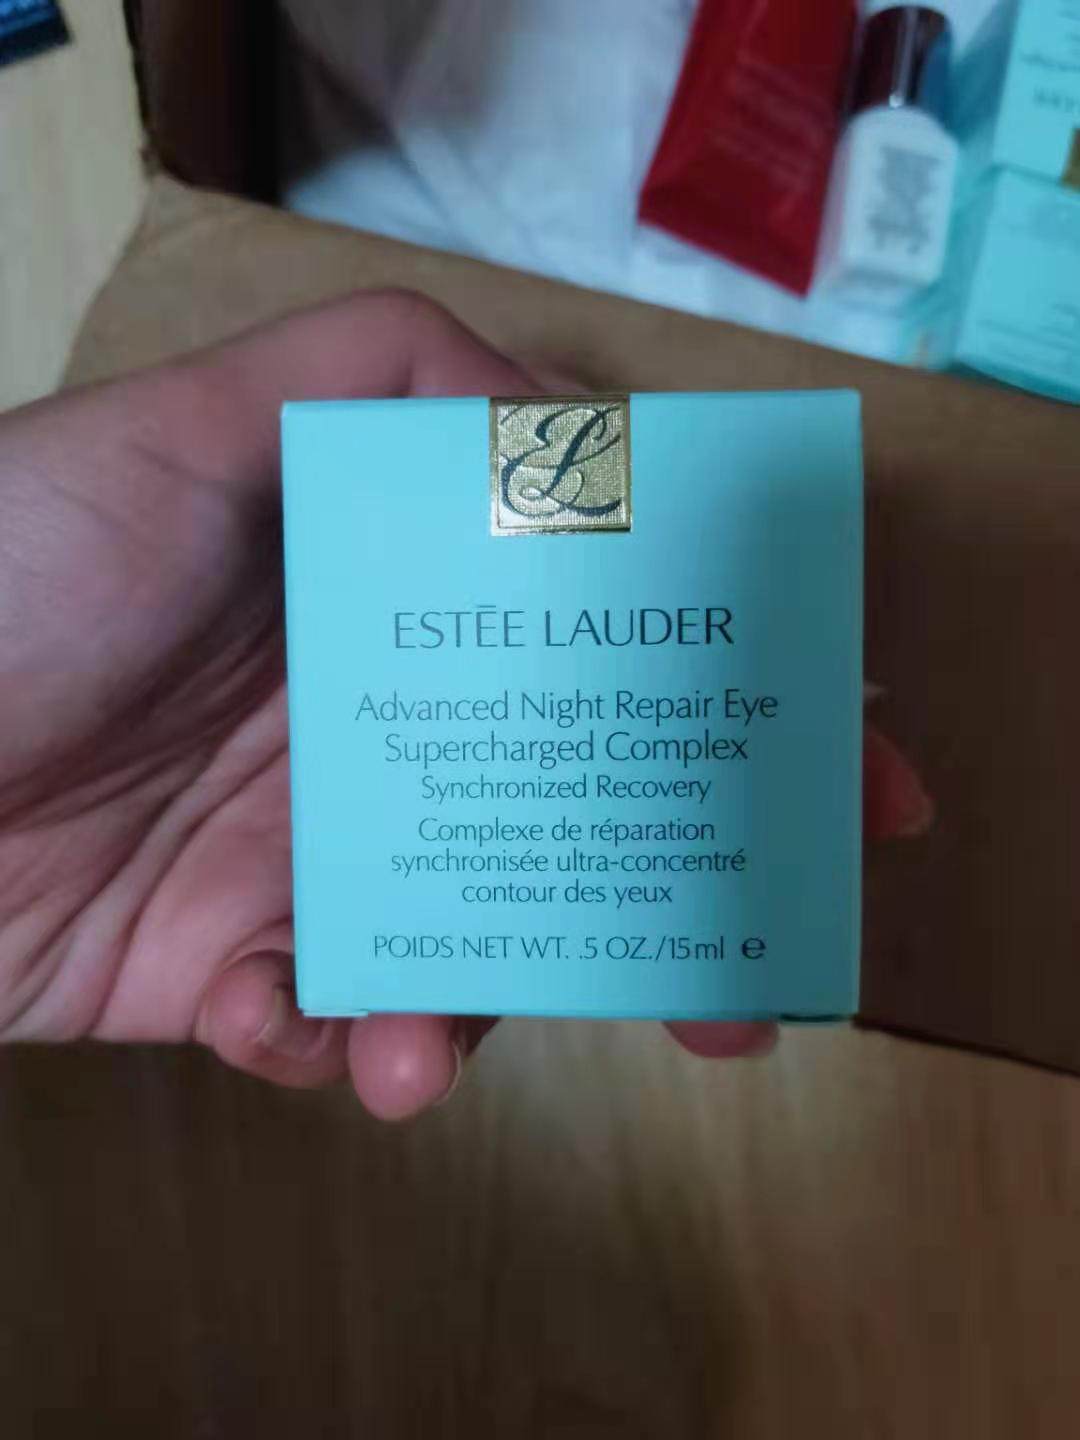 EL
ESTĒE LAUDER
Advanced Night Repair Eye
Supercharged Complex
Synchronized Recovery
Complexe de réparation
synchronisée ultra-concentré
contour des yeux
POIDS NET WT. .5 OZ./15ml ℮